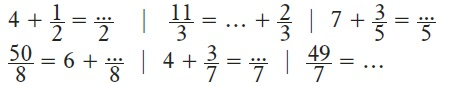 4 + 1/2 = .../2 | 11/3 = ... + 2/3 | 7 + 3/5 = .../5
50/8 = 6 + .../8 | 4 + 3/7 = .../7 | 49/7 = ...